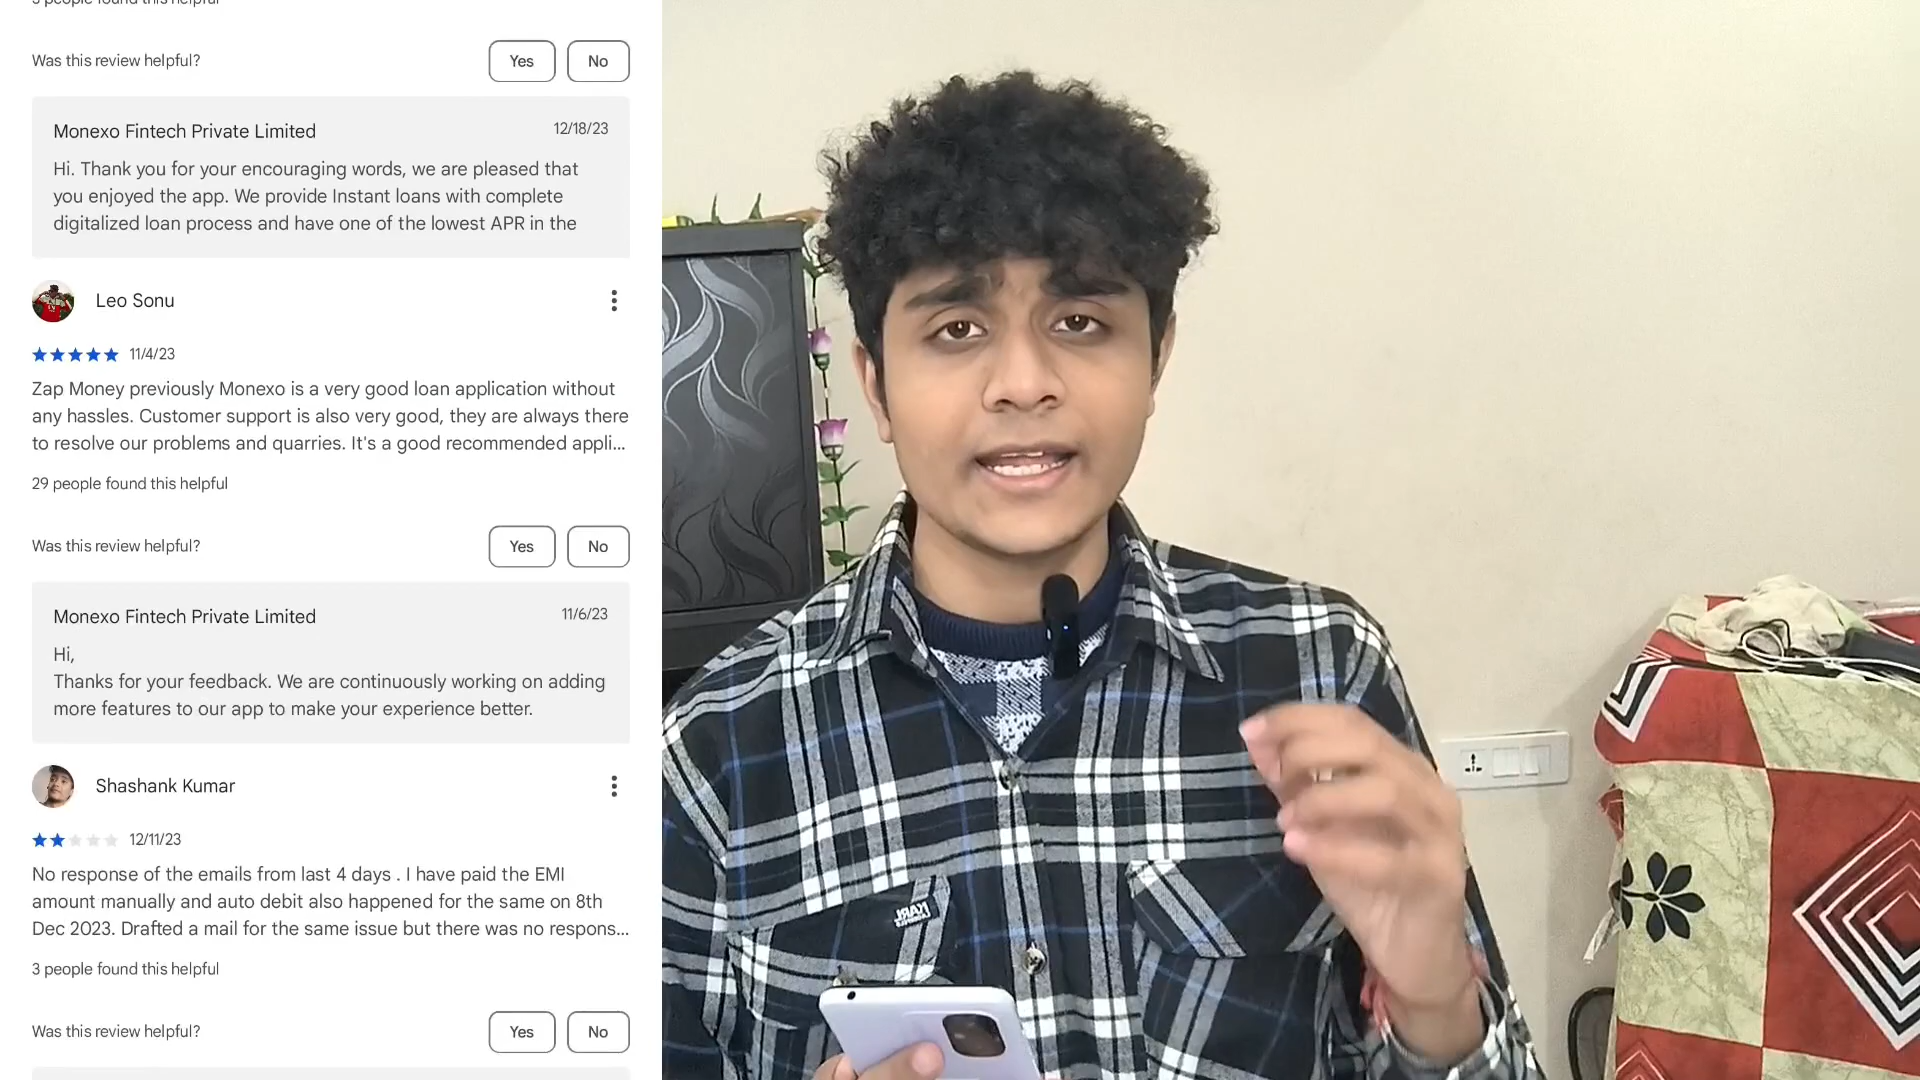 Was this review helpful?
Yes
No
Monexo Fintech Private Limited
12/18/23
Hi. Thank you for your encouraging words, we are pleased that
you enjoyed the app. We provide Instant loans with complete
digitalized loan process and have one of the lowest APR in the
Leo Sonu
11/4/23
Zap Money previously Monexo is a very good loan application without
any hassles. Customer support is also very good, they are always there
to resolve our problems and quarries. It's a good recommended appli...
29 people found this helpful
Was this review helpful?
Yes
No
Monexo Fintech Private Limited
11/6/23
Hi,
Thanks for your feedback. We are continuously working on adding
more features to our app to make your experience better.
Shashank Kumar
12/11/23
No response of the emails from last 4 days . I have paid the EMI
amount manually and auto debit also happened for the same on 8th
Dec 2023. Drafted a mail for the same issue but there was no respons...
3 people found this helpful
Was this review helpful?
Yes
No
KARL